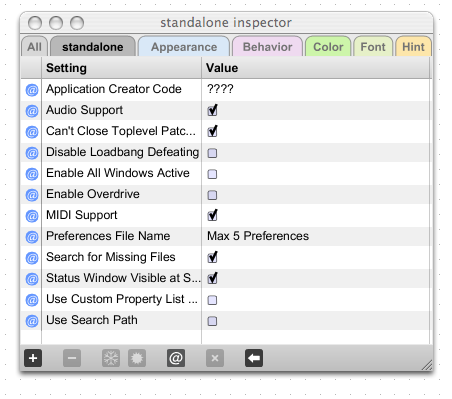 standalone inspector
All standalone Appearance Behavior Color Font Hint
Setting Value
@ Application Creator Code ????
@ Audio Support
@ Can't Close Toplevel Patc...
@ Disable Loadbang Defeating
@ Enable All Windows Active
@ Enable Overdrive
@ MIDI Support
@ Preferences File Name Max 5 Preferences
@ Search for Missing Files
@ Status Window Visible at S...
@ Use Custom Property List ...
@ Use Search Path
@